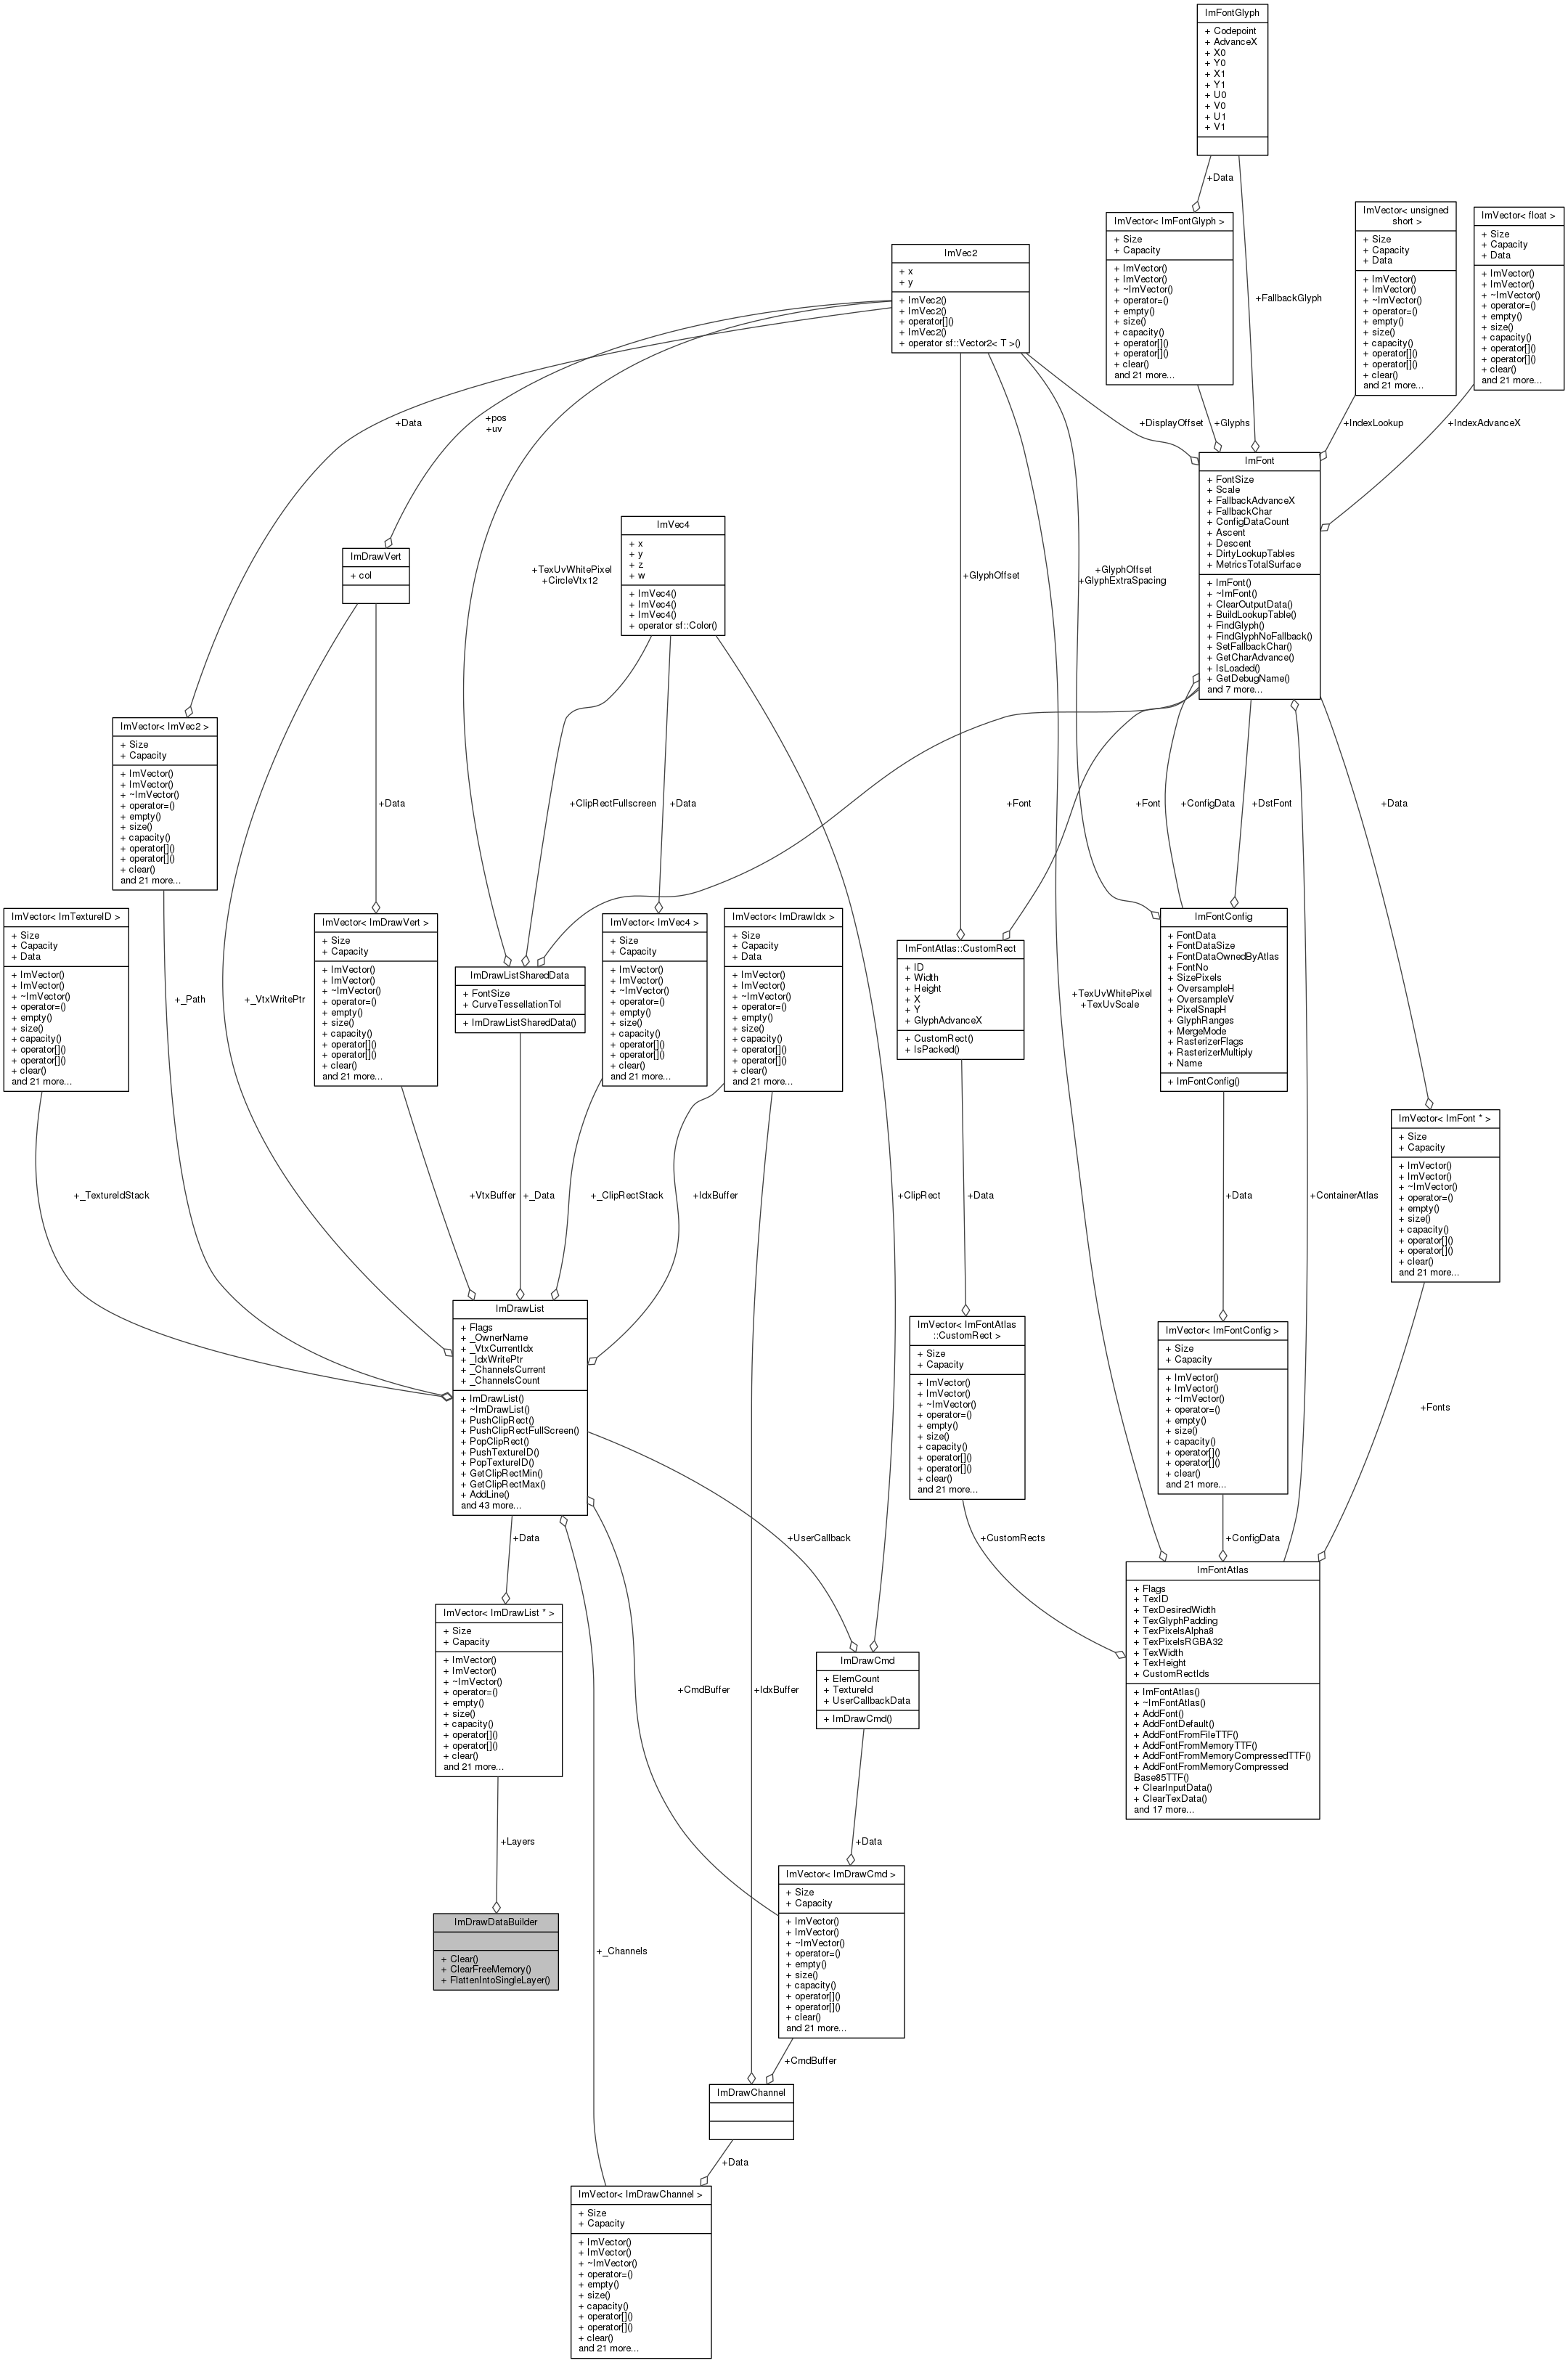 ImFontGlyph
+ Codepoint
+ AdvanceX
+ X0
+ Y0
+ X1
+ Y1
+ U0
+ V0
+ U1
+ V1
+Data
+FallbackGlyph
ImVector< ImFontGlyph >
+ Size
+ Capacity
+ ImVector()
+ ImVector()
+ ~ImVector()
+ operator=()
+ empty()
+ size()
+ capacity()
+ operator[]()
+ operator[]()
+ clear()
and 21 more...
ImVector< unsigned
short >
+ Size
+ Capacity
+ Data
+ ImVector()
+ ImVector()
+ ~ImVector()
+ operator=()
+ empty()
+ size()
+ capacity()
+ operator[]()
+ operator[]()
+ clear()
and 21 more...
ImVector< float >
+ Size
+ Capacity
+ Data
+ ImVector()
+ ImVector()
+ ~ImVector()
+ operator=()
+ empty()
+ size()
+ capacity()
+ operator[]()
+ operator[]()
+ clear()
and 21 more...
ImVec2
+ x
+ y
+ ImVec2()
+ ImVec2()
+ operator[]()
+ ImVec2()
+ operator sf::Vector2< T >()
+Data
+pos
+uv
+DisplayOffset
+Glyphs
+IndexLookup
+IndexAdvanceX
ImFont
+ FontSize
+ Scale
+ FallbackAdvanceX
+ FallbackChar
+ ConfigDataCount
+ Ascent
+ Descent
+ DirtyLookupTables
+ MetricsTotalSurface
+ ImFont()
+ ~ImFont()
+ ClearOutputData()
+ BuildLookupTable()
+ FindGlyph()
+ FindGlyphNoFallback()
+ SetFallbackChar()
+ GetCharAdvance()
+ IsLoaded()
+ GetDebugName()
and 7 more...
ImDrawVert
+ col
+TexUvWhitePixel
+CircleVtx12
ImVec4
+ x
+ y
+ z
+ w
+ ImVec4()
+ ImVec4()
+ ImVec4()
+ operator sf::Color()
+GlyphOffset
+GlyphOffset
+GlyphExtraSpacing
ImVector< ImVec2 >
+ Size
+ Capacity
+ ImVector()
+ ImVector()
+ ~ImVector()
+ operator=()
+ empty()
+ size()
+ capacity()
+ operator[]()
+ operator[]()
+ clear()
and 21 more...
+Data
+ClipRectFullscreen
+Data
+Font
+Font
+ConfigData
+DstFont
+Data
ImVector< ImTextureID >
+ Size
+ Capacity
+ Data
+ ImVector()
+ ImVector()
+ ~ImVector()
+ operator=()
+ empty()
+ size()
+ capacity()
+ operator[]()
+ operator[]()
+ clear()
and 21 more...
+_Path
+_VtxWritePtr
ImVector< ImDrawVert >
+ Size
+ Capacity
+ ImVector()
+ ImVector()
+ ~ImVector()
+ operator=()
+ empty()
+ size()
+ capacity()
+ operator[]()
+ operator[]()
+ clear()
and 21 more...
ImDrawListSharedData
+ FontSize
+ CurveTessellationTol
+ ImDrawListSharedData()
ImVector< ImVec4 >
+ Size
+ Capacity
+ ImVector()
+ ImVector()
+ ~ImVector()
+ operator=()
+ empty()
+ size()
+ capacity()
+ operator[]()
+ operator[]()
+ clear()
and 21 more...
ImVector< ImDrawIdx >
+ Size
+ Capacity
+ Data
+ ImVector()
+ ImVector()
+ ~ImVector()
+ operator=()
+ empty()
+ size()
+ capacity()
+ operator[]()
+ operator[]()
+ clear()
and 21 more...
ImFontAtlas::CustomRect
+ ID
+ Width
+ Height
+ X
+ Y
+ GlyphAdvanceX
+ CustomRect()
+ IsPacked()
+TexUvWhitePixel
+TexUvScale
ImFontConfig
+ FontData
+ FontDataSize
+ FontDataOwnedByAtlas
+ FontNo
+ SizePixels
+ OversampleH
+ OversampleV
+ PixelSnapH
+ GlyphRanges
+ MergeMode
+ RasterizerFlags
+ RasterizerMultiply
+ Name
+ ImFontConfig()
ImVector< ImFont * >
+ Size
+ Capacity
+ ImVector()
+ ImVector()
+ ~ImVector()
+ operator=()
+ empty()
+ size()
+ capacity()
+ operator[]()
+ operator[]()
+ clear()
and 21 more...
+_TextureIdStack
+VtxBuffer
+_Data
+_ClipRectStack
+IdxBuffer
+ClipRect
+Data
+Data
+ContainerAtlas
ImDrawList
+ Flags
+ _OwnerName
+ _VtxCurrentIdx
+ _IdxWritePtr
+ _ChannelsCurrent
+ _ChannelsCount
+ ImDrawList()
+ ~ImDrawList()
+ PushClipRect()
+ PushClipRectFullScreen()
+ PopClipRect()
+ PushTextureID()
+ PopTextureID()
+ GetClipRectMin()
+ GetClipRectMax()
+ AddLine()
and 43 more...
ImVector< ImFontAtlas
::CustomRect >
+ Size
+ Capacity
+ ImVector()
+ ImVector()
+ ~ImVector()
+ operator=()
+ empty()
+ size()
+ capacity()
+ operator[]()
+ operator[]()
+ clear()
and 21 more...
ImVector< ImFontConfig >
+ Size
+ Capacity
+ ImVector()
+ ImVector()
+ ~ImVector()
+ operator=()
+ empty()
+ size()
+ capacity()
+ operator[]()
+ operator[]()
+ clear()
and 21 more...
+Fonts
+Data
+UserCallback
+CustomRects
+ConfigData
ImFontAtlas
+ Flags
+ TexID
+ TexDesiredWidth
+ TexGlyphPadding
+ TexPixelsAlpha8
+ TexPixelsRGBA32
+ TexWidth
+ TexHeight
+ CustomRectIds
+ ImFontAtlas()
+ ~ImFontAtlas()
+ AddFont()
+ AddFontDefault()
+ AddFontFromFileTTF()
+ AddFontFromMemoryTTF()
+ AddFontFromMemoryCompressedTTF()
+ AddFontFromMemoryCompressed
Base85TTF()
+ ClearInputData()
+ ClearTexData()
and 17 more...
ImVector< ImDrawList * >
+ Size
+ Capacity
+ ImVector()
+ ImVector()
+ ~ImVector()
+ operator=()
+ empty()
+ size()
+ capacity()
+ operator[]()
+ operator[]()
+ clear()
and 21 more...
+CmdBuffer
+IdxBuffer
ImDrawCmd
+ ElemCount
+ TextureId
+ UserCallbackData
+ ImDrawCmd()
+Layers
+Data
ImVector< ImDrawCmd >
+ Size
+ Capacity
+ ImVector()
+ ImVector()
+ ~ImVector()
+ operator=()
+ empty()
+ size()
+ capacity()
+ operator[]()
+ operator[]()
+ clear()
and 21 more...
ImDrawDataBuilder
+ Clear()
+ ClearFreeMemory()
+ FlattenIntoSingleLayer()
+_Channels
+CmdBuffer
ImDrawChannel
+Data
ImVector< ImDrawChannel >
+ Size
+ Capacity
+ ImVector()
+ ImVector()
+ ~ImVector()
+ operator=()
+ empty()
+ size()
+ capacity()
+ operator[]()
+ operator[]()
+ clear()
and 21 more...